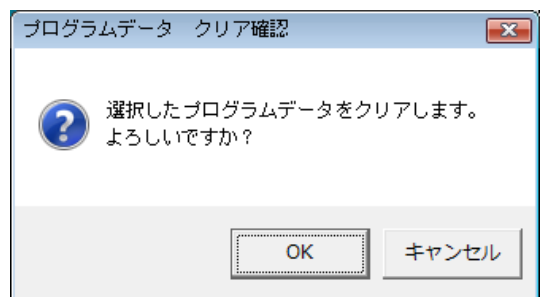 プログラムデータ　クリア確認
選択したプログラムデータをクリアします。
よろしいですか？
OK
キャンセル